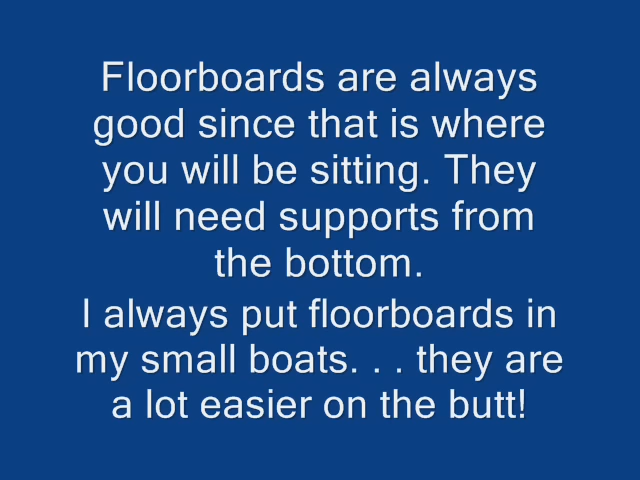 Floorboards are always
good since that is where
you will be sitting. They
will need supports from
the bottom.
I always put floorboards in
my small boats. . . they are
a lot easier on the butt!